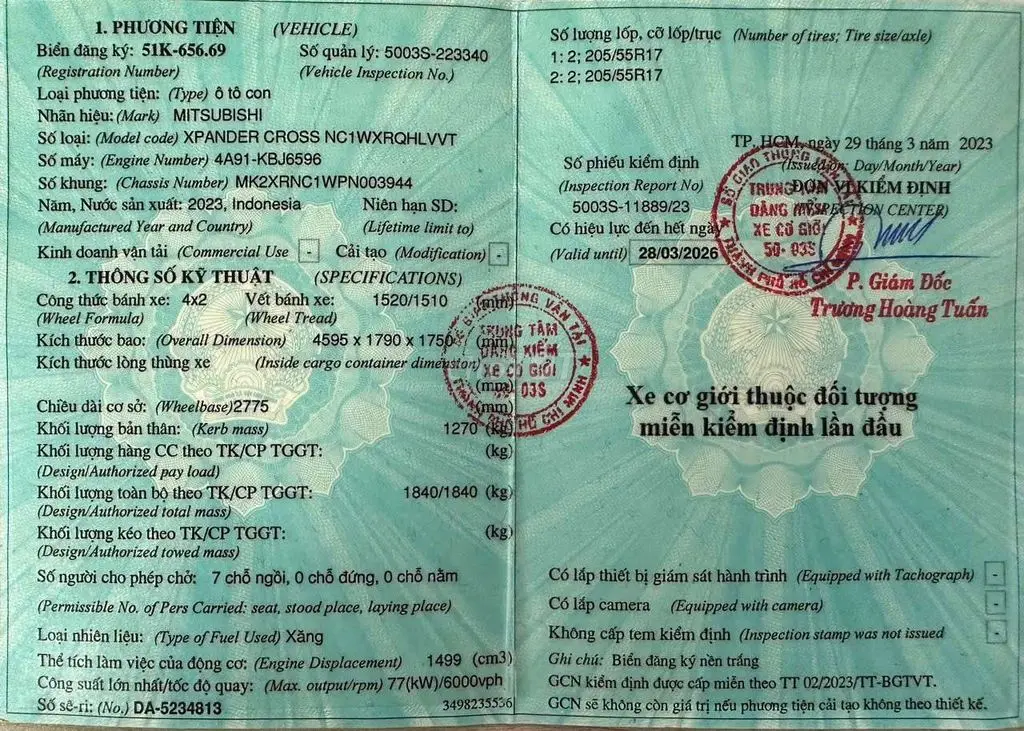 1. PHƯƠNG TIỆN (VEHICLE)
Biển đăng ký: 51K-656.69 Số quản lý: 5003S-223340
(Registration Number) (Vehicle Inspection No.)
Loại phương tiện: (Type) ô tô con
Nhãn hiệu: (Mark) MITSUBISHI
Số loại: (Model code) XPANDER CROSS NC1WXRQHLVVT
Số máy: (Engine Number) 4A91-KBJ6596
Số khung: (Chassis Number) MK2XRNC1WPN003944
Năm, Nước sản xuất: 2023, Indonesia Niên hạn SD:
(Manufactured Year and Country) (Lifetime limit to)
Kinh doanh vận tải (Commercial Use) - Cải tạo (Modification) -
2. THÔNG SỐ KỸ THUẬT (SPECIFICATIONS)
Công thức bánh xe: 4x2 Vết bánh xe: 1520/1510 (mm)
(Wheel Formula) (Wheel Tread)
Kích thước bao: (Overall Dimension) 4595 x 1790 x 1750 (mm)
Kích thước lòng thùng xe (Inside cargo container dimension)
(mm)
Chiều dài cơ sở: (Wheelbase)2775 (mm)
Khối lượng bản thân: (Kerb mass) 1270 (kg)
Khối lượng hàng CC theo TK/CP TGGT: (kg)
(Design/Authorized pay load)
Khối lượng toàn bộ theo TK/CP TGGT: 1840/1840 (kg)
(Design/Authorized total mass)
Khối lượng kéo theo TK/CP TGGT: (kg)
(Design/Authorized towed mass)
Số người cho phép chở: 7 chỗ ngồi, 0 chỗ đứng, 0 chỗ nằm
(Permissible No. of Pers Carried: seat, stood place, laying place)
Loại nhiên liệu: (Type of Fuel Used) Xăng
Thể tích làm việc của động cơ: (Engine Displacement) 1499 (cm3)
Công suất lớn nhất/tốc độ quay: (Max. output/rpm) 77(kW)/6000vph
Số sê-ri: (No.) DA-5234813 3498235536
TRUNG TÂM
ĐĂNG KIỂM
XE CƠ GIỚI
03S
Số lượng lốp, cỡ lốp/trục (Number of tires; Tire size/axle)
1: 2; 205/55R17
2: 2; 205/55R17
TP. HCM, ngày 29 tháng 3 năm 2023
Số phiếu kiểm định (Issued on: Day/Month/Year)
(Inspection Report No) ĐƠN VỊ KIỂM ĐỊNH
5003S-11889/23 (INSPECTION CENTER)
Có hiệu lực đến hết ngày
(Valid until) 28/03/2026
TRUNG TÂM
ĐĂNG KIỂM
XE CƠ GIỚI
50-03S
P. Giám Đốc
Trương Hoàng Tuấn
Xe cơ giới thuộc đối tượng
miễn kiểm định lần đầu
Có lắp thiết bị giám sát hành trình (Equipped with Tachograph) -
Có lắp camera (Equipped with camera) -
Không cấp tem kiểm định (Inspection stamp was not issued -
Ghi chú: Biển đăng ký nền trắng
GCN kiểm định được cấp miễn theo TT 02/2023/TT-BGTVT.
GCN sẽ không còn giá trị nếu phương tiện cải tạo không theo thiết kế.